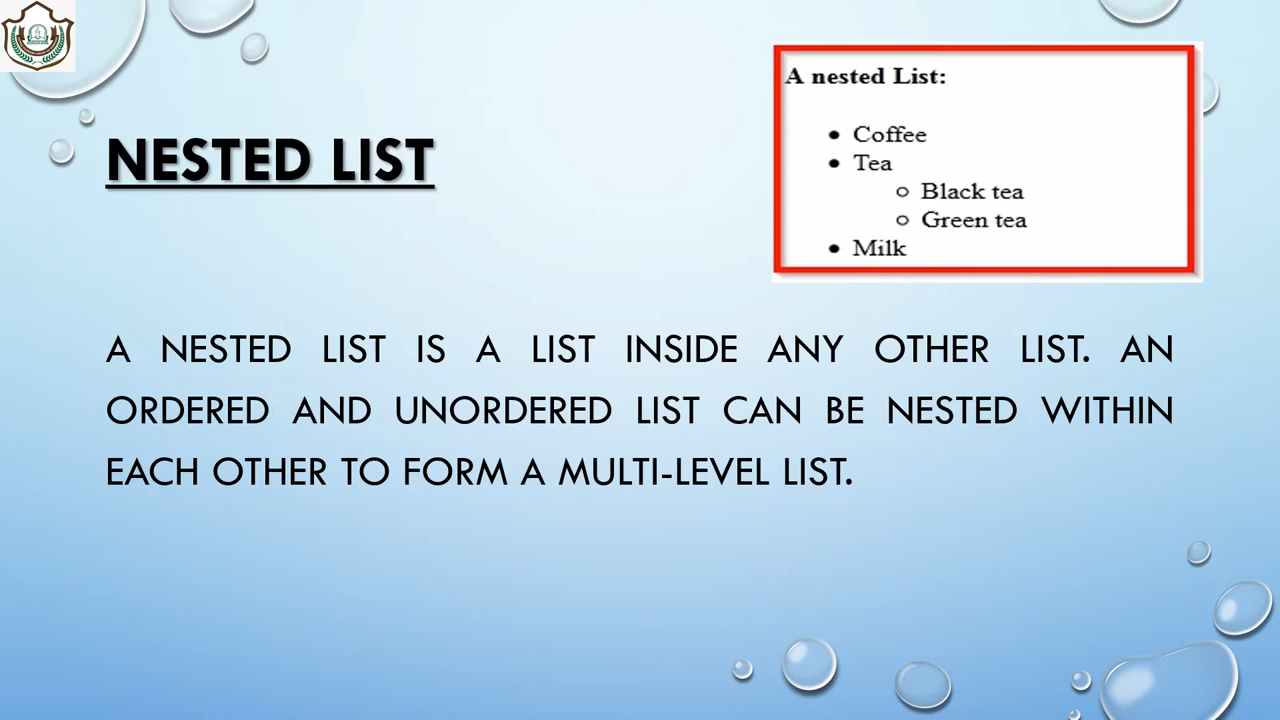 NESTED LIST
A nested List:
• Coffee
• Tea
○ Black tea
○ Green tea
• Milk
A NESTED LIST IS A LIST INSIDE ANY OTHER LIST. AN
ORDERED AND UNORDERED LIST CAN BE NESTED WITHIN
EACH OTHER TO FORM A MULTI-LEVEL LIST.